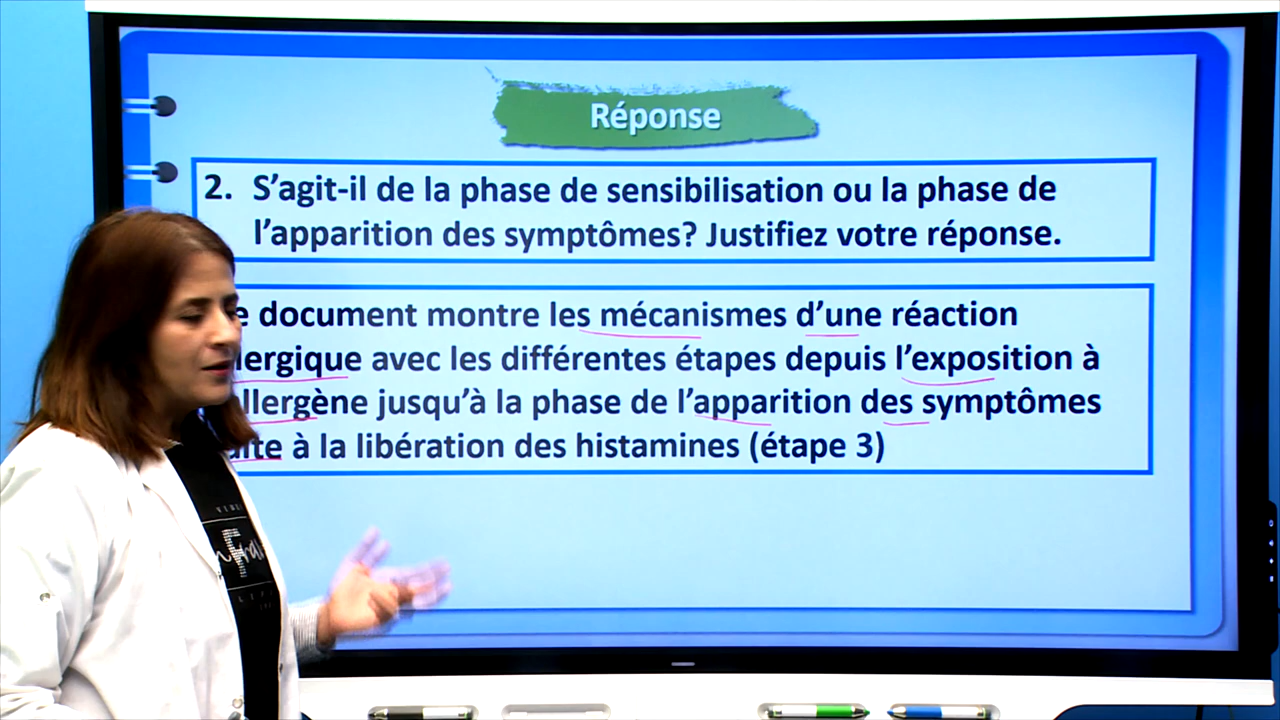 Réponse
2. S'agit-il de la phase de sensibilisation ou la phase de
l'apparition des symptômes? Justifiez votre réponse.
document montre les mécanismes d'une réaction
avec les différentes étapes depuis l'exposition à
jusqu'à la phase de l'apparition des symptômes
à la libération des histamines (étape 3)